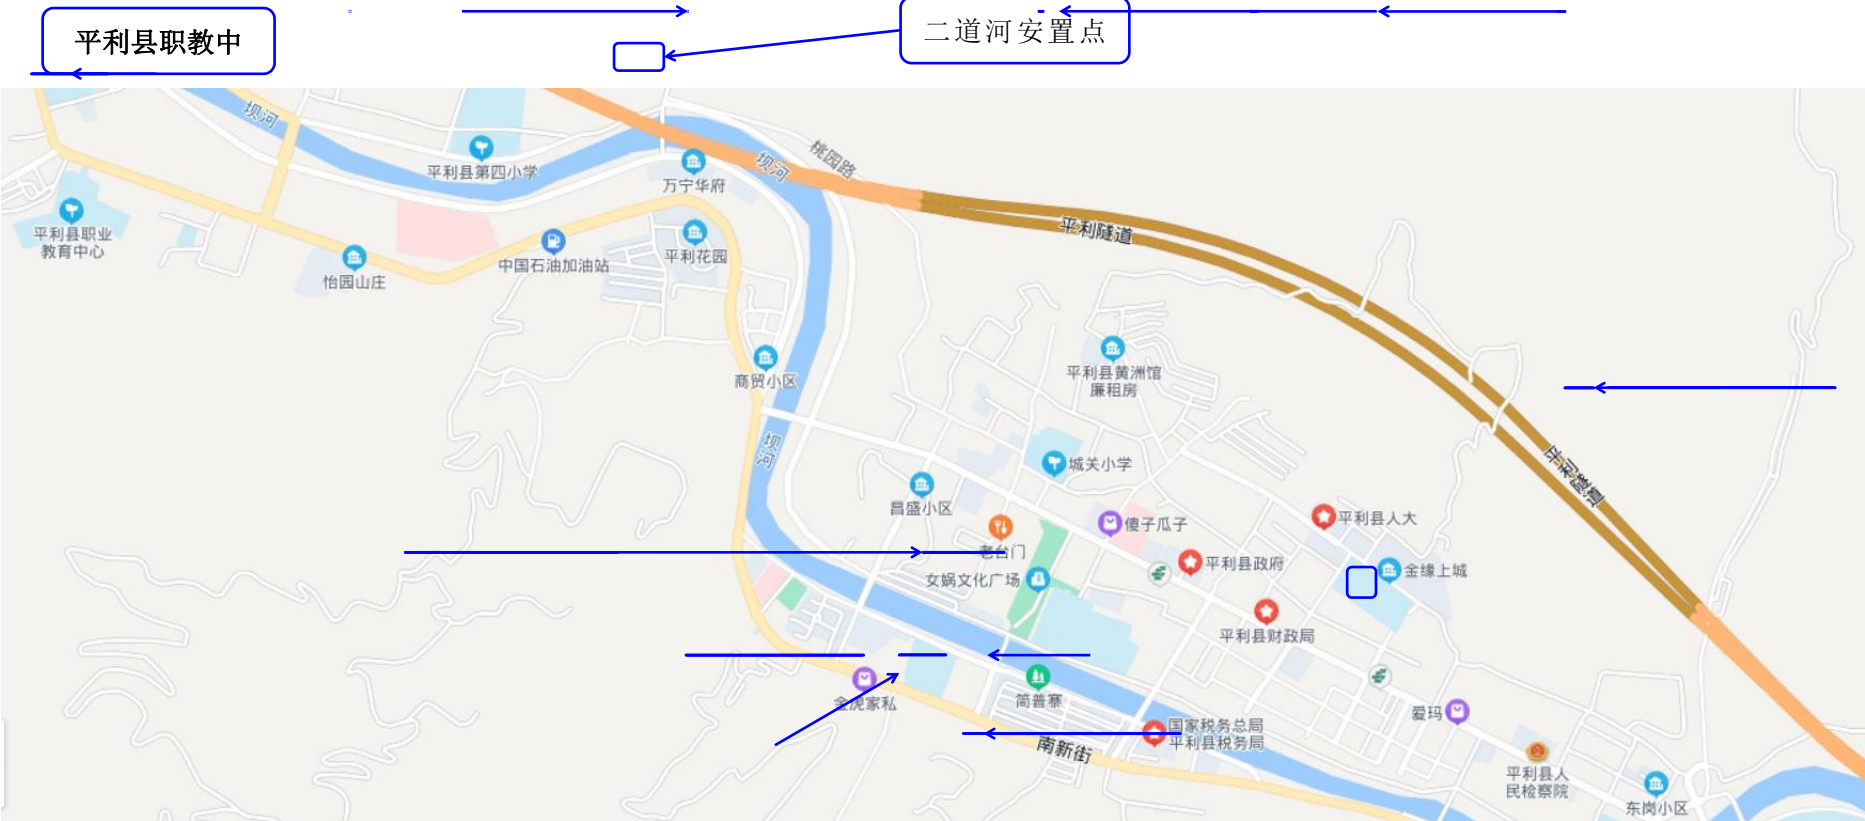 平利县职教中
二道河安置点
坝河
平利县第四小学
万宁华府
坝河
桃园路
平利县职业
教育中心
怡园山庄
中国石油加油站
平利花园
平利隧道
商贸小区
平利县黄洲馆
廉租房
坝河
城关小学
昌盛小区
平利隧道
老台门
傻子瓜子
平利县人大
平利县政府
金缘上城
女娲文化广场
平利县财政局
金虎家私
简普寨
南新街
国家税务总局
平利县税务局
爱玛
平利县人
民检察院
东岗小区